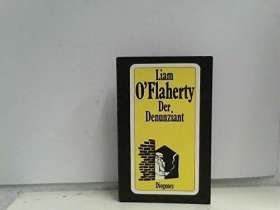 Liam
O'Flaherty
Der
Denunziant
Diogenes